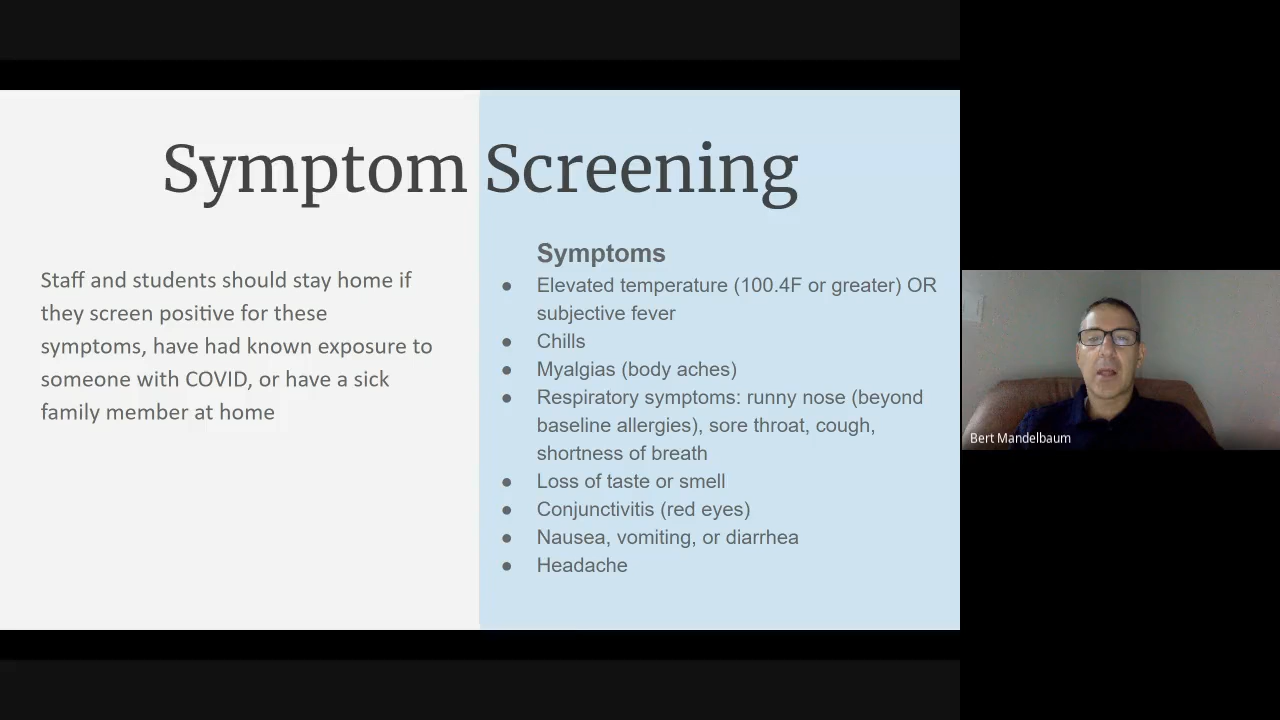 Symptom Screening
Staff and students should stay home if
they screen positive for these
symptoms, have had known exposure to
someone with COVID, or have a sick
family member at home
Symptoms
● Elevated temperature (100.4F or greater) OR
subjective fever
● Chills
● Myalgias (body aches)
● Respiratory symptoms: runny nose (beyond
baseline allergies), sore throat, cough,
shortness of breath
● Loss of taste or smell
● Conjunctivitis (red eyes)
● Nausea, vomiting, or diarrhea
● Headache
Bert Mandelbaum